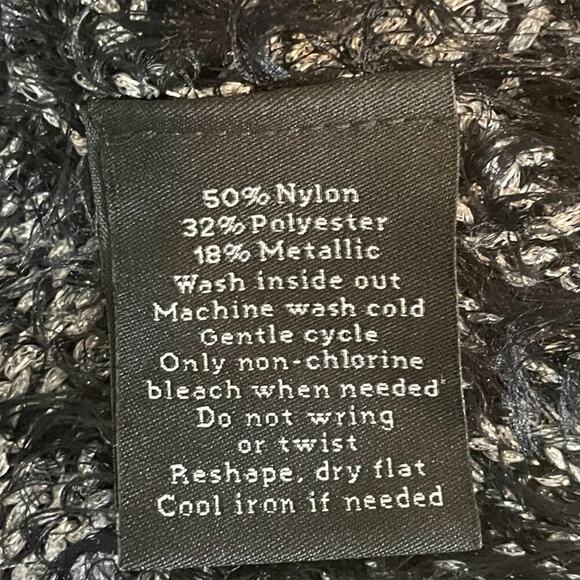 50% Nylon
32% Polyester
18% Metallic
Wash inside out
Machine wash cold
Gentle cycle
Only non-chlorine
bleach when needed
Do not wring
or twist
Reshape, dry flat
Cool iron if needed